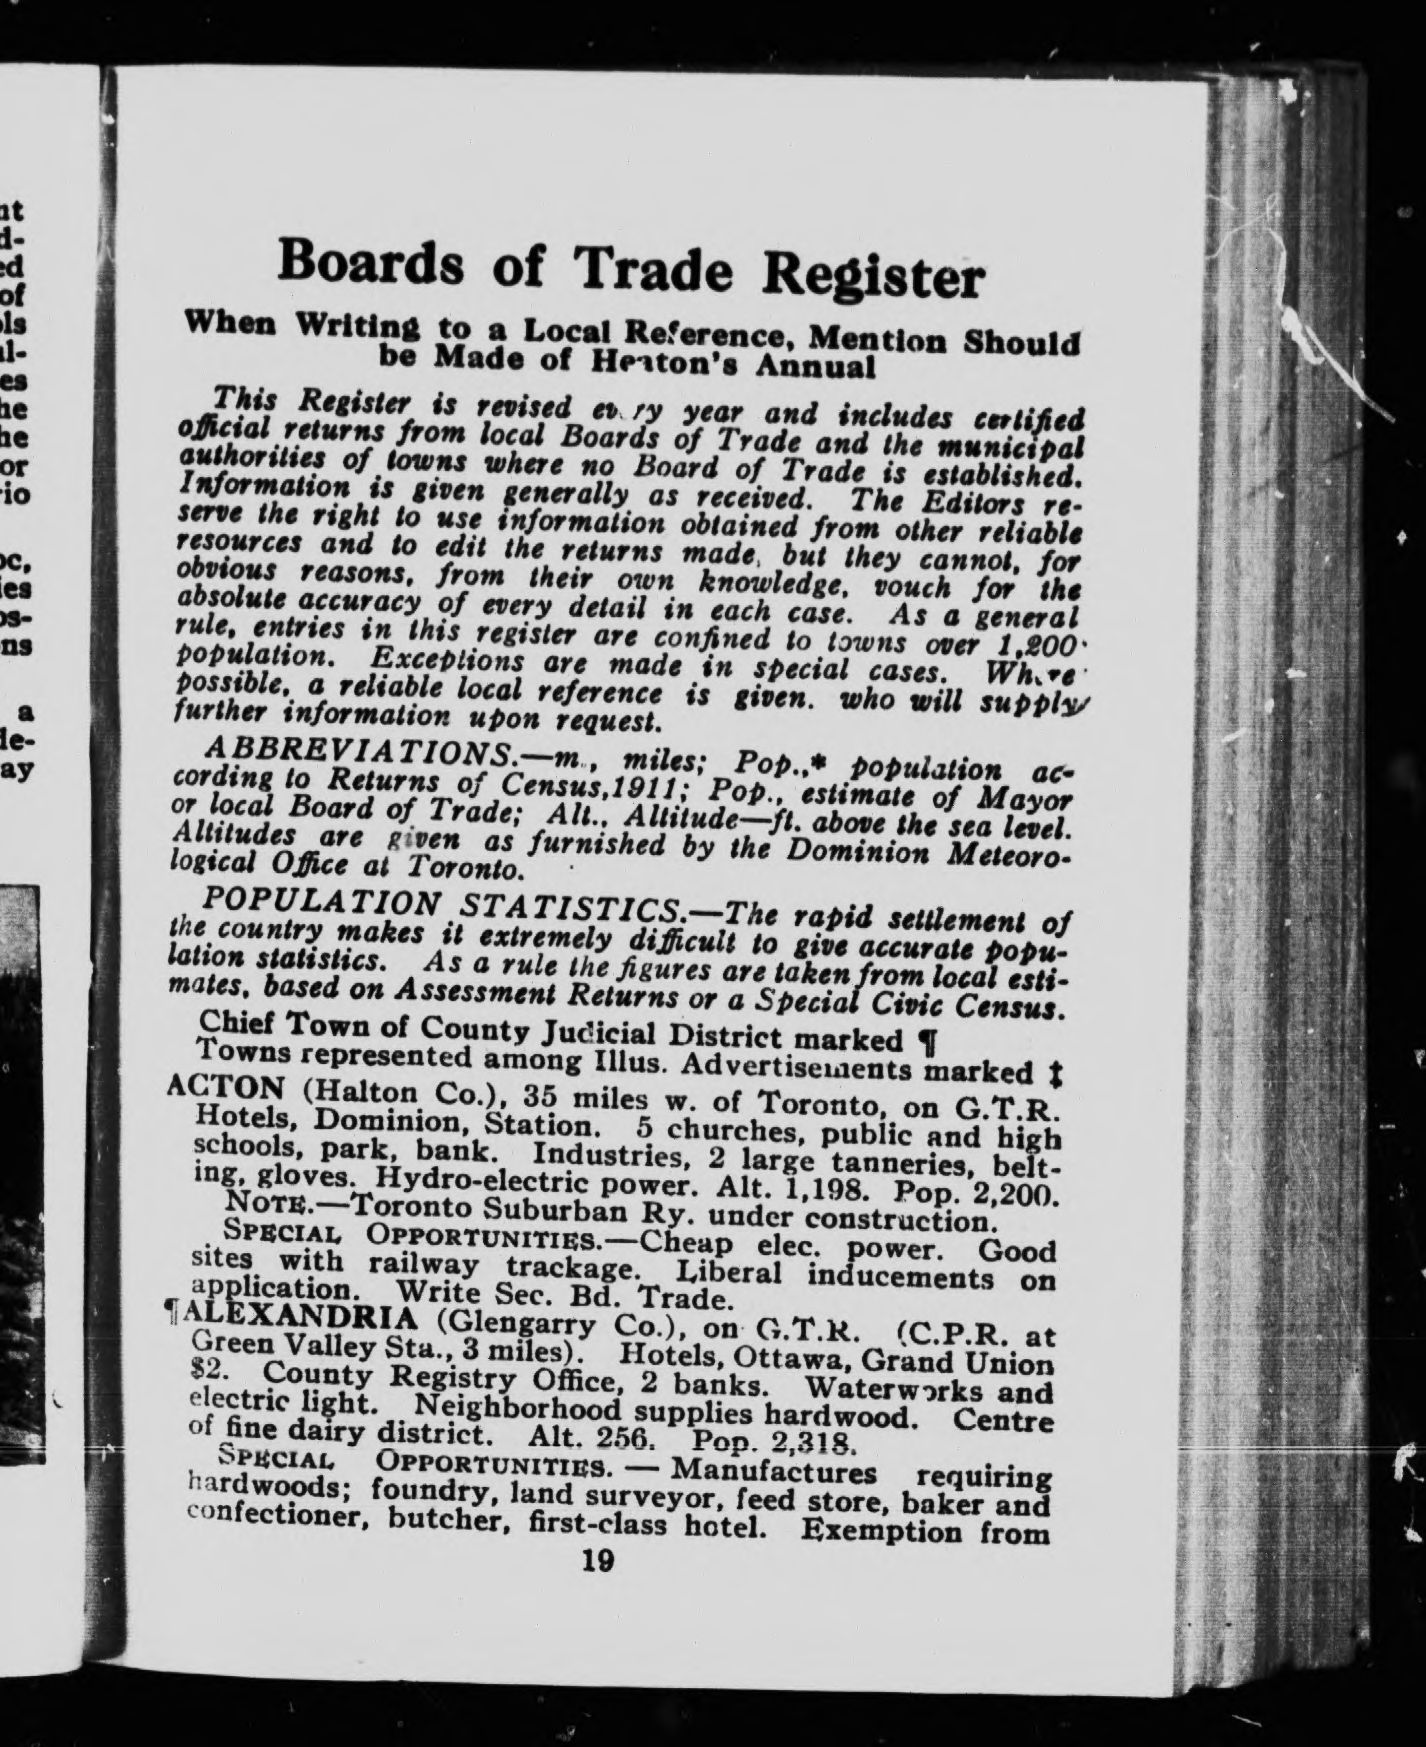 nt
d-
ed
of
ols
ul-
es
he
he
or
rio
oc,
ies
os-
ns
a
de-
ay
Boards of Trade Register
When Writing to a Local Reference, Mention Should
be Made of Heaton's Annual
This Register is revised every year and includes certified
official returns from local Boards of Trade and the municipal
authorities of towns where no Board of Trade is established.
Information is given generally as received. The Editors re-
serve the right to use information obtained from other reliable
resources and to edit the returns made, but they cannot, for
obvious reasons, from their own knowledge, vouch for the
absolute accuracy of every detail in each case. As a general
rule, entries in this register are confined to towns over 1,200
population. Exceptions are made in special cases. Where
possible, a reliable local reference is given, who will supply
further information upon request.
ABBREVIATIONS.—m., miles; Pop.,* population ac-
cording to Returns of Census,1911; Pop., estimate of Mayor
or local Board of Trade; Alt., Altitude—ft. above the sea level.
Altitudes are given as furnished by the Dominion Meteoro-
logical Office at Toronto.
POPULATION STATISTICS.—The rapid settlement of
the country makes it extremely difficult to give accurate popu-
lation statistics. As a rule the figures are taken from local esti-
mates, based on Assessment Returns or a Special Civic Census.
Chief Town of County Judicial District marked ¶
Towns represented among Illus. Advertisements marked ‡
ACTON (Halton Co.), 35 miles w. of Toronto, on G.T.R.
Hotels, Dominion, Station. 5 churches, public and high
schools, park, bank. Industries, 2 large tanneries, belt-
ing, gloves. Hydro-electric power. Alt. 1,198. Pop. 2,200.
NOTE.—Toronto Suburban Ry. under construction.
SPECIAL OPPORTUNITIES.—Cheap elec. power. Good
sites with railway trackage. Liberal inducements on
application. Write Sec. Bd. Trade.
¶ALEXANDRIA (Glengarry Co.), on G.T.R. (C.P.R. at
Green Valley Sta., 3 miles). Hotels, Ottawa, Grand Union
$2. County Registry Office, 2 banks. Waterworks and
electric light. Neighborhood supplies hardwood. Centre
of fine dairy district. Alt. 256. Pop. 2,318.
SPECIAL OPPORTUNITIES. — Manufactures requiring
hardwoods; foundry, land surveyor, feed store, baker and
confectioner, butcher, first-class hotel. Exemption from
19